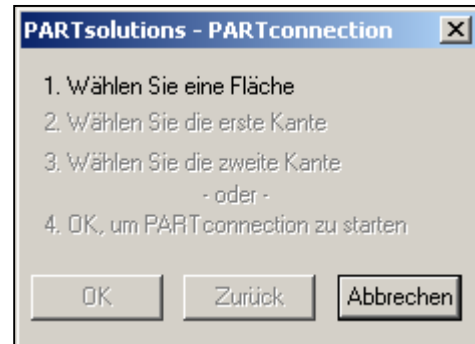 PARTsolutions - PARTconnection
1. Wählen Sie eine Fläche
2. Wählen Sie die erste Kante
3. Wählen Sie die zweite Kante
- oder -
4. OK, um PARTconnection zu starten
OK Zurück Abbrechen